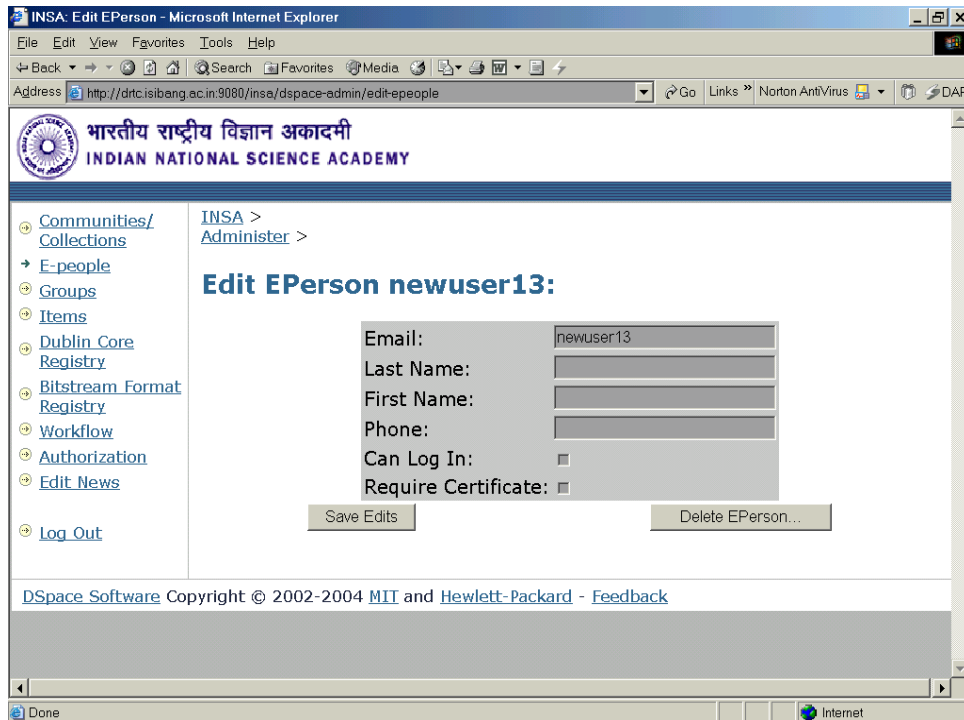 INSA: Edit EPerson - Microsoft Internet Explorer
File Edit View Favorites Tools Help
Back Search Favorites Media
Address http://drtc.isibang.ac.in:9080/insa/dspace-admin/edit-epeople Go Links » Norton AntiVirus DAP
भारतीय राष्ट्रीय विज्ञान अकादमी
INDIAN NATIONAL SCIENCE ACADEMY
Communities/
Collections
E-people
Groups
Items
Dublin Core
Registry
Bitstream Format
Registry
Workflow
Authorization
Edit News
Log Out
INSA >
Administer >
Edit EPerson newuser13:
Email: newuser13
Last Name:
First Name:
Phone:
Can Log In:
Require Certificate:
Save Edits Delete EPerson...
DSpace Software Copyright © 2002-2004 MIT and Hewlett-Packard - Feedback
Done Internet